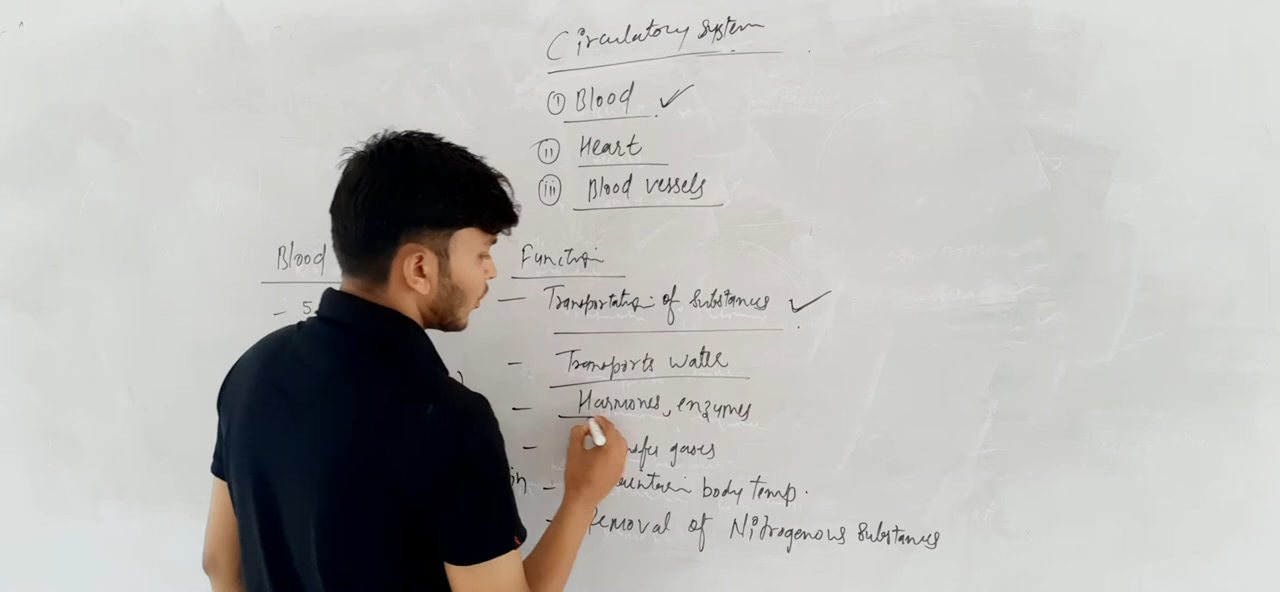 Circulatory System
(i) Blood ✓
(ii) Heart
(iii) Blood vessels
Blood
- 5
Function
- Transportation of Substances ✓
- Transports water
- Harmones, enzymes
- gases
- body temp.
- Removal of Nitrogenous Substances